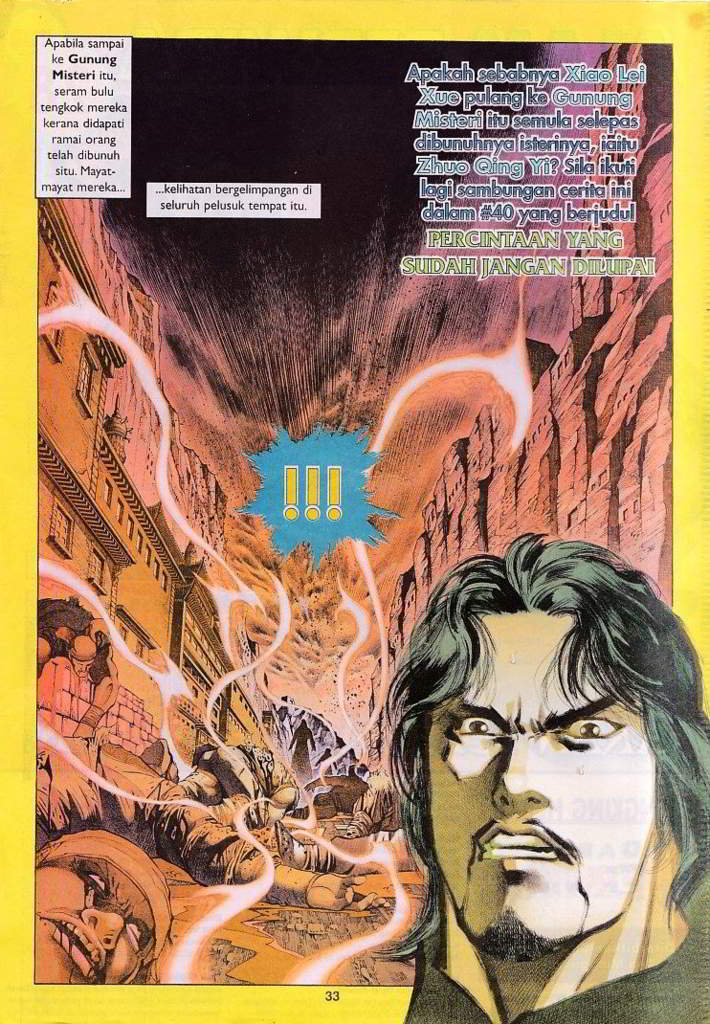 Apabila sampai
ke Gunung
Misteri itu,
seram bulu
tengkok mereka
kerana didapati
ramai orang
telah dibunuh
situ. Mayat-
mayat mereka...
...kelihatan bergelimpangan di
seluruh pelusuk tempat itu.
Apakah sebabnya Xiao Lei
Xue pulang ke Gunung
Misteri itu semula selepas
dibunuhnya isterinya, iaitu
Zhuo Qing Yi? Sila ikuti
lagi sambungan cerita ini
dalam #40 yang berjudul
PERCINTAAN YANG
SUDAH JANGAN DILUPAI
!!!
33